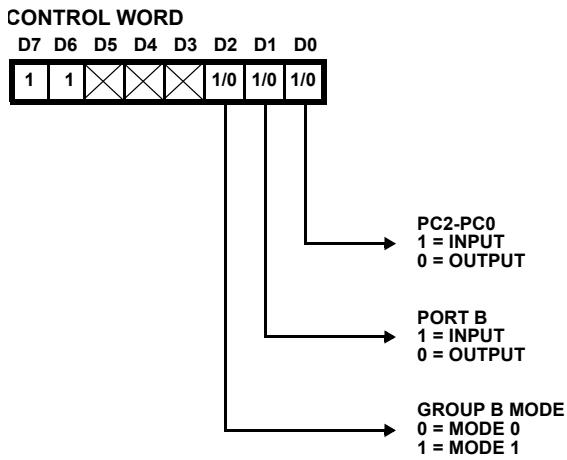 CONTROL WORD
D7 D6 D5 D4 D3 D2 D1 D0
1 1 1/0 1/0 1/0
PC2-PC0
1 = INPUT
0 = OUTPUT
PORT B
1 = INPUT
0 = OUTPUT
GROUP B MODE
0 = MODE 0
1 = MODE 1